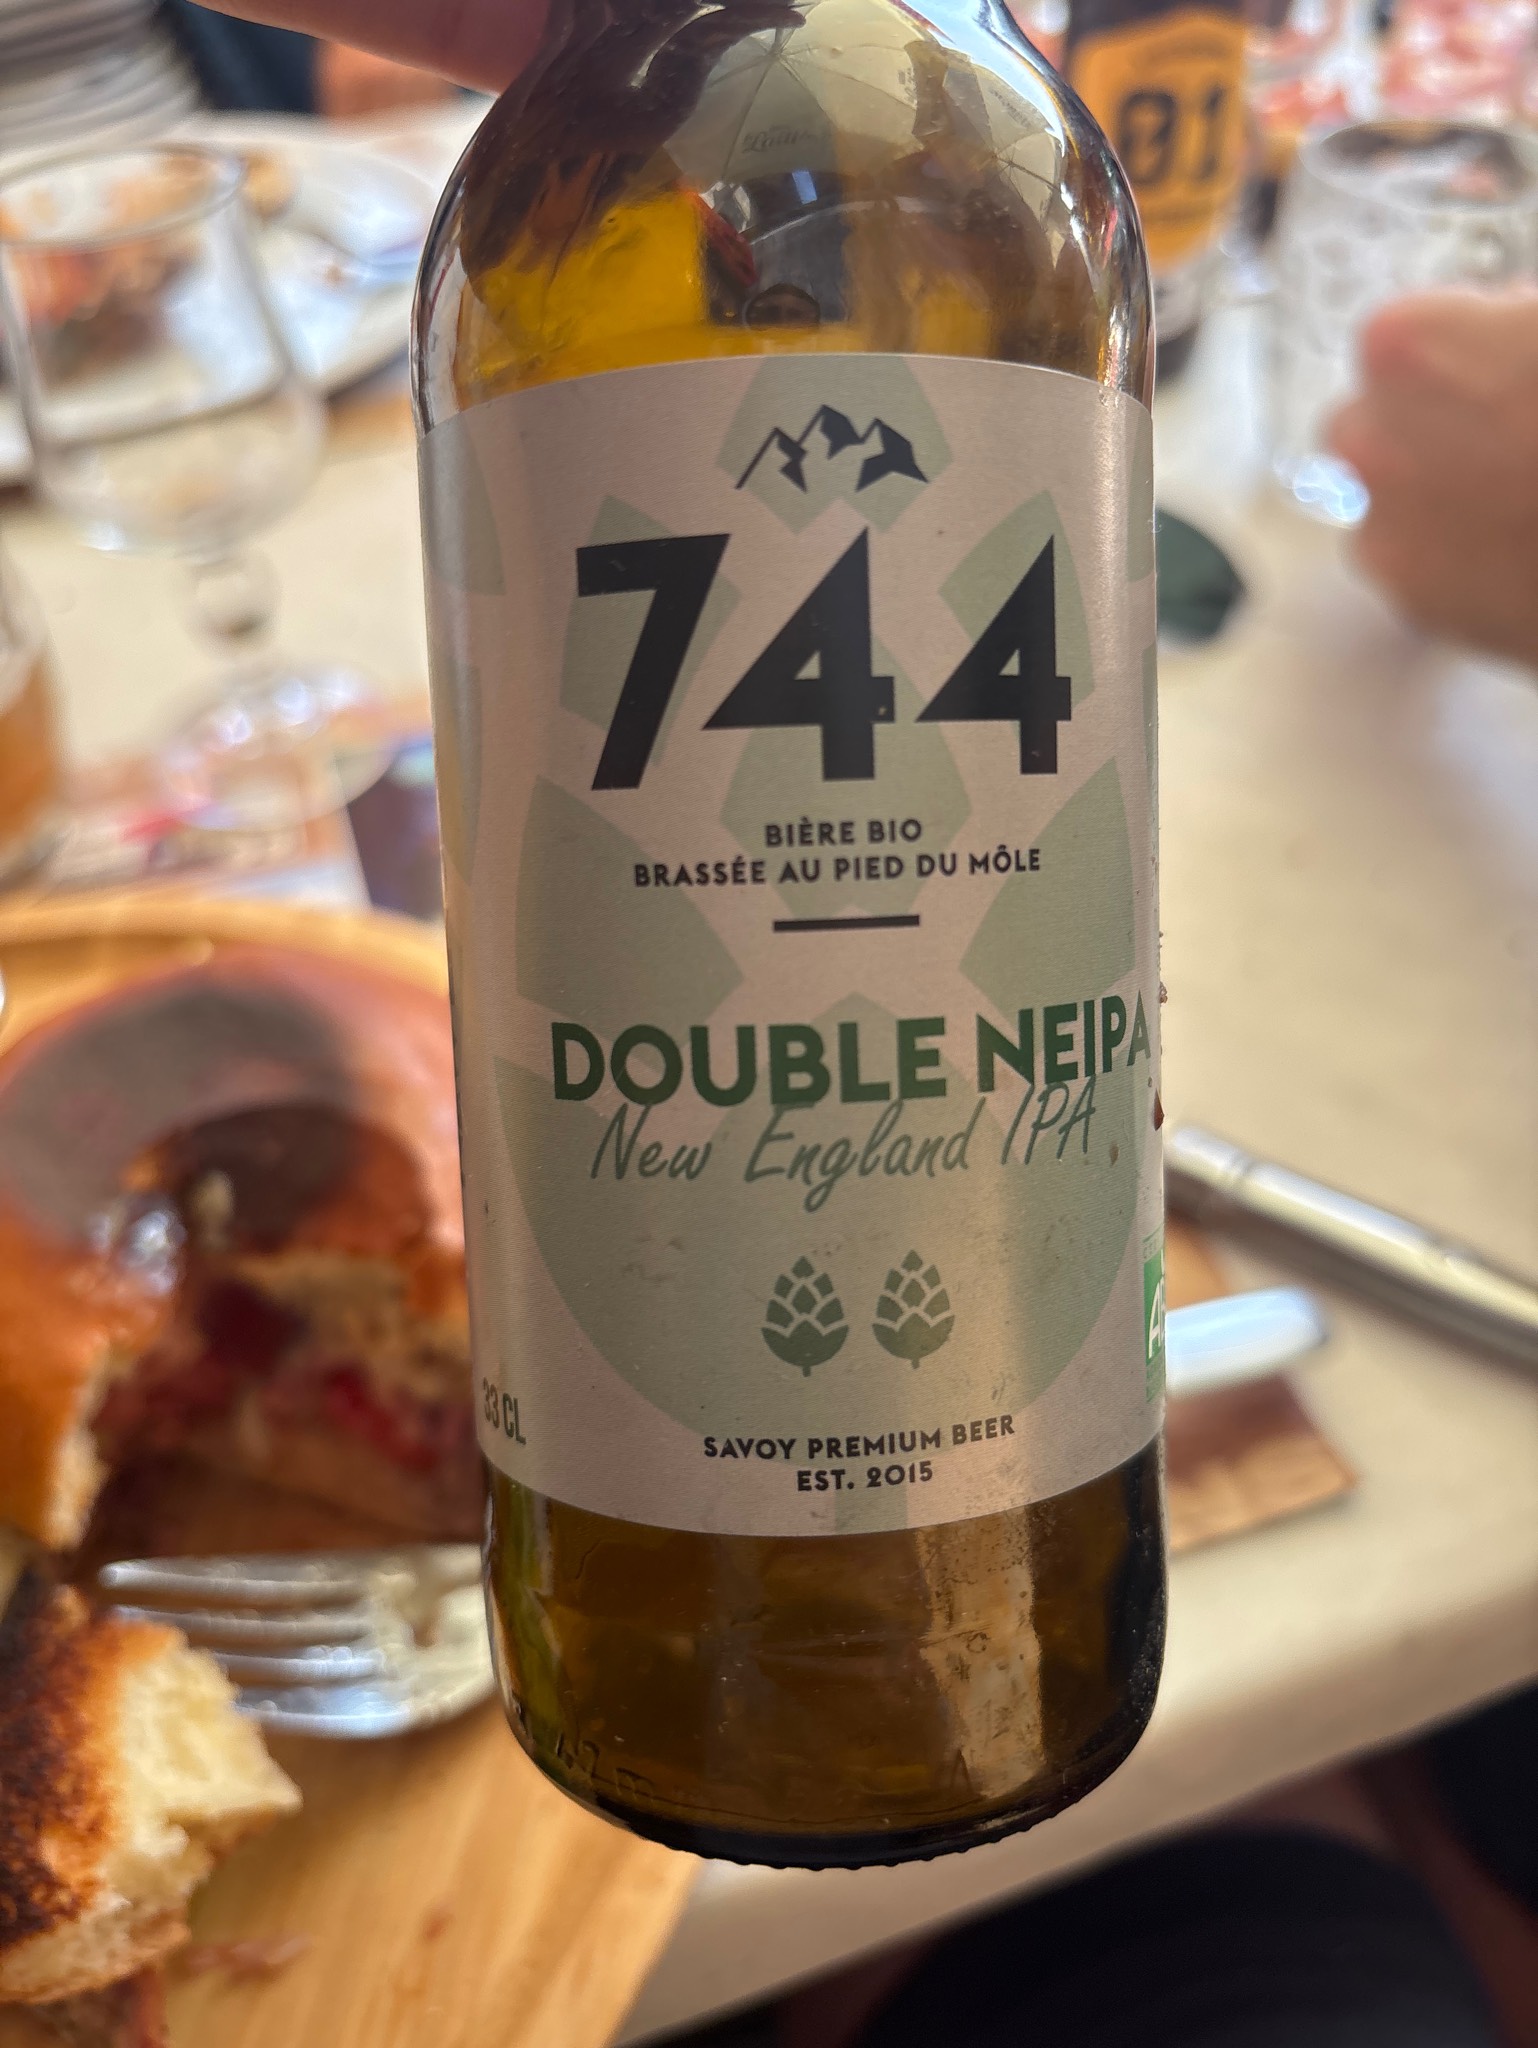 81
744
BIÈRE BIO
BRASSÉE AU PIED DU MÔLE
DOUBLE NEIPA
New England IPA
33 CL
SAVOY PREMIUM BEER
EST. 2015